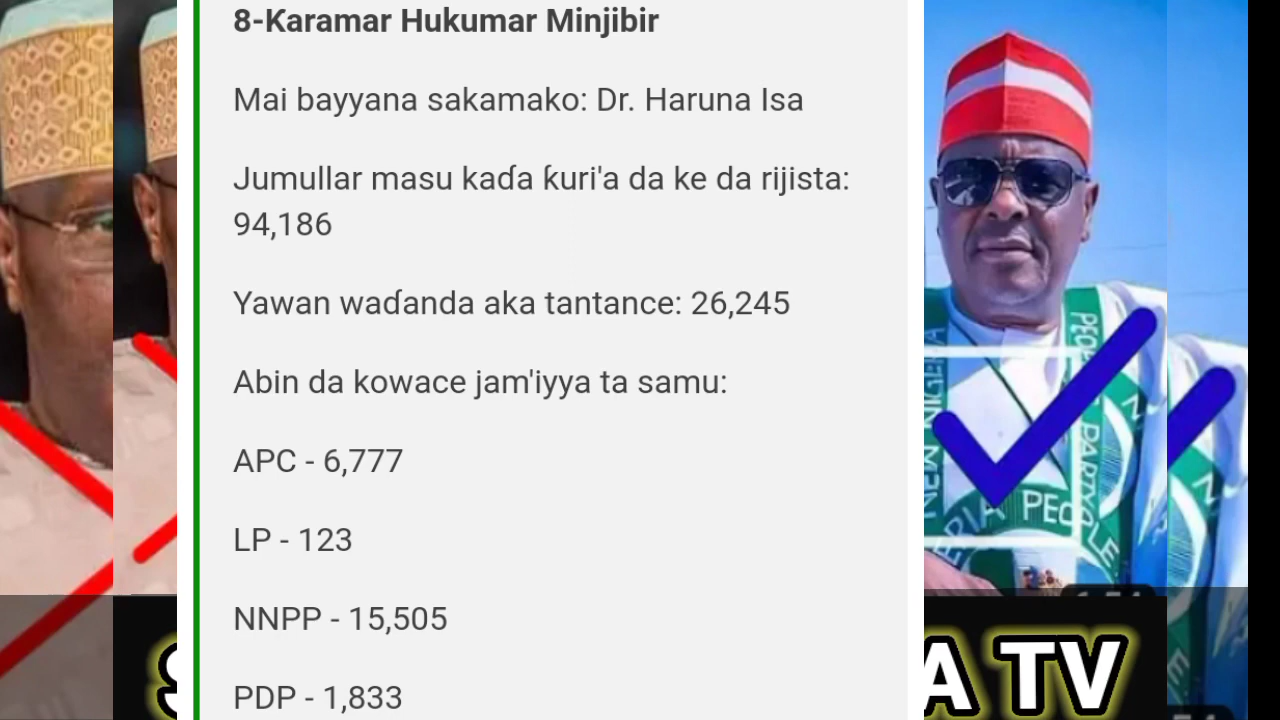 8-Karamar Hukumar Minjibir
Mai bayyana sakamako: Dr. Haruna Isa
Jumullar masu kaɗa ƙuri'a da ke da rijista:
94,186
Yawan waɗanda aka tantance: 26,245
Abin da kowace jam'iyya ta samu:
APC - 6,777
LP - 123
NNPP - 15,505
PDP - 1,833
A TV